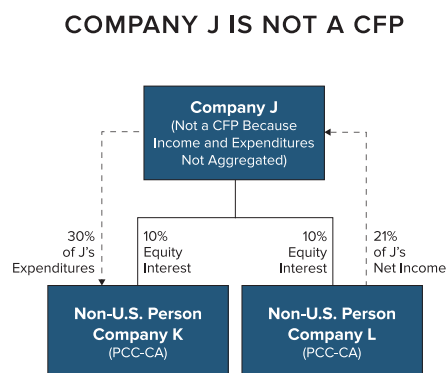 COMPANY J IS NOT A CFP
Company J
(Not a CFP Because
Income and Expenditures
Not Aggregated)
30%
of J's
Expenditures
10%
Equity
Interest
10%
Equity
Interest
21%
of J's
Net Income
Non-U.S. Person
Company K
(PCC-CA)
Non-U.S. Person
Company L
(PCC-CA)